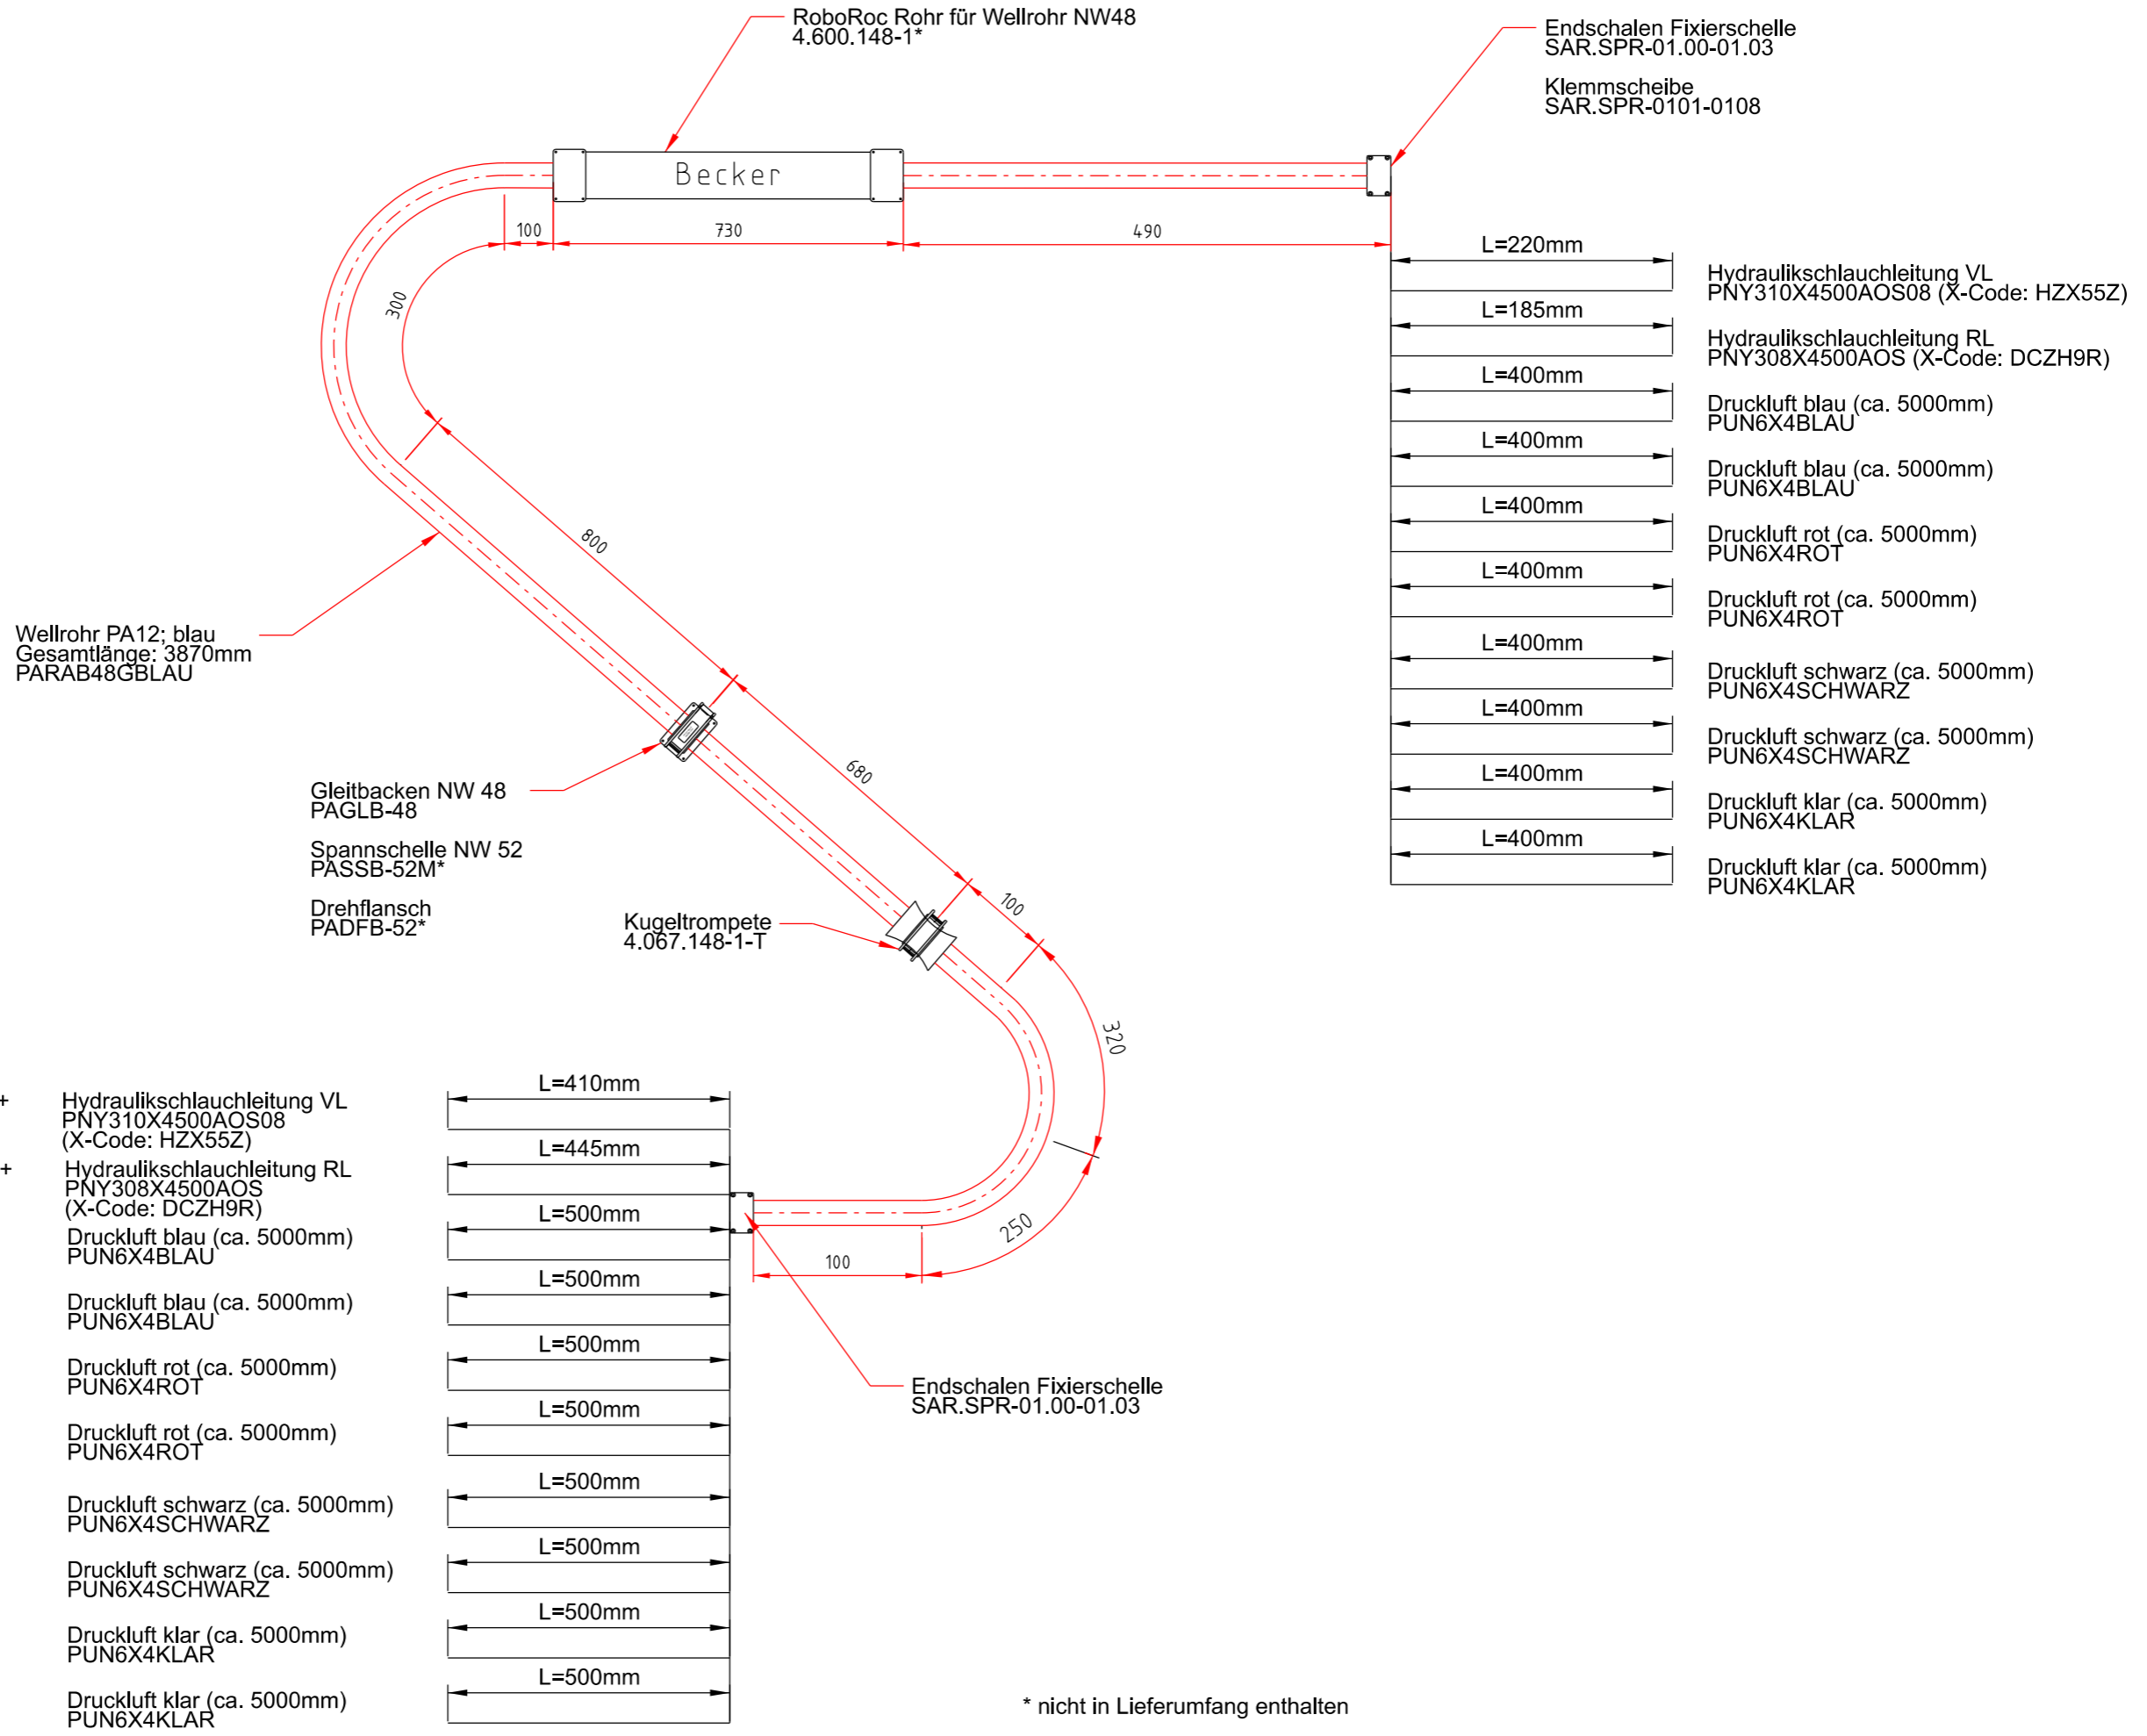 RoboRoc Rohr für Wellrohr NW48
4.600.148-1*
Endschalen Fixierschelle
SAR.SPR-01.00-01.03
Klemmscheibe
SAR.SPR-0101-0108
Becker
100
730
490
300
800
680
100
320
250
100
L=220mm
Hydraulikschlauchleitung VL
PNY310X4500AOS08 (X-Code: HZX55Z)
L=185mm
Hydraulikschlauchleitung RL
PNY308X4500AOS (X-Code: DCZH9R)
L=400mm
Druckluft blau (ca. 5000mm)
PUN6X4BLAU
L=400mm
Druckluft blau (ca. 5000mm)
PUN6X4BLAU
L=400mm
Druckluft rot (ca. 5000mm)
PUN6X4ROT
L=400mm
Druckluft rot (ca. 5000mm)
PUN6X4ROT
L=400mm
Druckluft schwarz (ca. 5000mm)
PUN6X4SCHWARZ
L=400mm
Druckluft schwarz (ca. 5000mm)
PUN6X4SCHWARZ
L=400mm
Druckluft klar (ca. 5000mm)
PUN6X4KLAR
L=400mm
Druckluft klar (ca. 5000mm)
PUN6X4KLAR
Wellrohr PA12; blau
Gesamtlänge: 3870mm
PARAB48GBLAU
Gleitbacken NW 48
PAGLB-48
Spannschelle NW 52
PASSB-52M*
Drehflansch
PADFB-52*
Kugeltrompete
4.067.148-1-T
+ Hydraulikschlauchleitung VL
PNY310X4500AOS08
(X-Code: HZX55Z)
L=410mm
+ Hydraulikschlauchleitung RL
PNY308X4500AOS
(X-Code: DCZH9R)
L=445mm
Druckluft blau (ca. 5000mm)
PUN6X4BLAU
L=500mm
Druckluft blau (ca. 5000mm)
PUN6X4BLAU
L=500mm
Druckluft rot (ca. 5000mm)
PUN6X4ROT
L=500mm
Druckluft rot (ca. 5000mm)
PUN6X4ROT
L=500mm
Druckluft schwarz (ca. 5000mm)
PUN6X4SCHWARZ
L=500mm
Druckluft schwarz (ca. 5000mm)
PUN6X4SCHWARZ
L=500mm
Druckluft klar (ca. 5000mm)
PUN6X4KLAR
L=500mm
Druckluft klar (ca. 5000mm)
PUN6X4KLAR
L=500mm
Endschalen Fixierschelle
SAR.SPR-01.00-01.03
* nicht in Lieferumfang enthalten